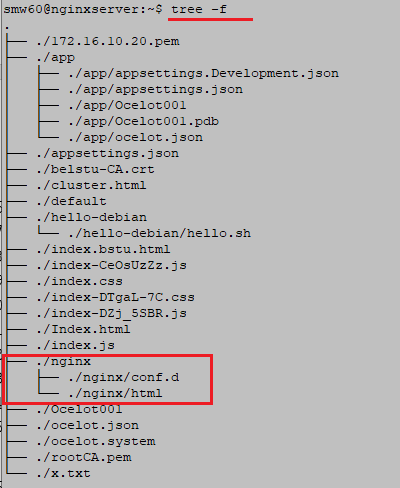 smw60@nginxserver:~$ tree -f
.
├── ./172.16.10.20.pem
├── ./app
│   ├── ./app/appsettings.Development.json
│   ├── ./app/appsettings.json
│   ├── ./app/Ocelot001
│   ├── ./app/Ocelot001.pdb
│   └── ./app/ocelot.json
├── ./appsettings.json
├── ./belstu-CA.crt
├── ./cluster.html
├── ./default
├── ./hello-debian
│   └── ./hello-debian/hello.sh
├── ./index.bstu.html
├── ./index-CeOsUzZz.js
├── ./index.css
├── ./index-DTgaL-7C.css
├── ./index-DZj_5SBR.js
├── ./Index.html
├── ./index.js
├── ./nginx
│   ├── ./nginx/conf.d
│   └── ./nginx/html
├── ./Ocelot001
├── ./ocelot.json
├── ./ocelot.system
├── ./rootCA.pem
└── ./x.txt